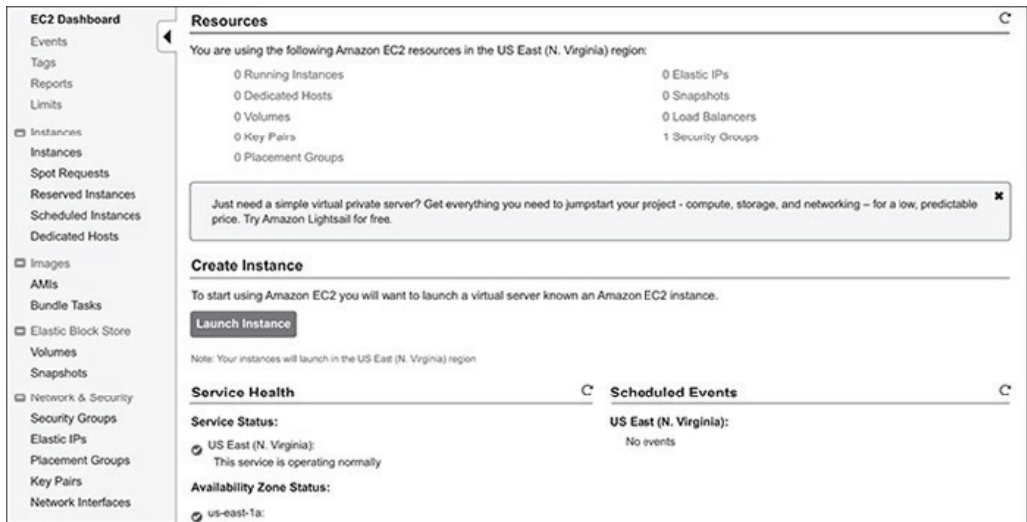 EC2 Dashboard
Events
Tags
Reports
Limits
Instances
Instances
Spot Requests
Reserved Instances
Scheduled Instances
Dedicated Hosts
Images
AMIs
Bundle Tasks
Elastic Block Store
Volumes
Snapshots
Network & Security
Security Groups
Elastic IPs
Placement Groups
Key Pairs
Network Interfaces
Resources
You are using the following Amazon EC2 resources in the US East (N. Virginia) region:
0 Running Instances
0 Elastic IPs
0 Dedicated Hosts
0 Snapshots
0 Volumes
0 Load Balancers
0 Key Pairs
1 Security Groups
0 Placement Groups
Just need a simple virtual private server? Get everything you need to jumpstart your project - compute, storage, and networking – for a low, predictable
price. Try Amazon Lightsail for free.
Create Instance
To start using Amazon EC2 you will want to launch a virtual server known an Amazon EC2 instance.
Launch Instance
Note: Your instances will launch in the US East (N. Virginia) region
Service Health
Service Status:
US East (N. Virginia):
This service is operating normally
Availability Zone Status:
us-east-1a:
Scheduled Events
US East (N. Virginia):
No events